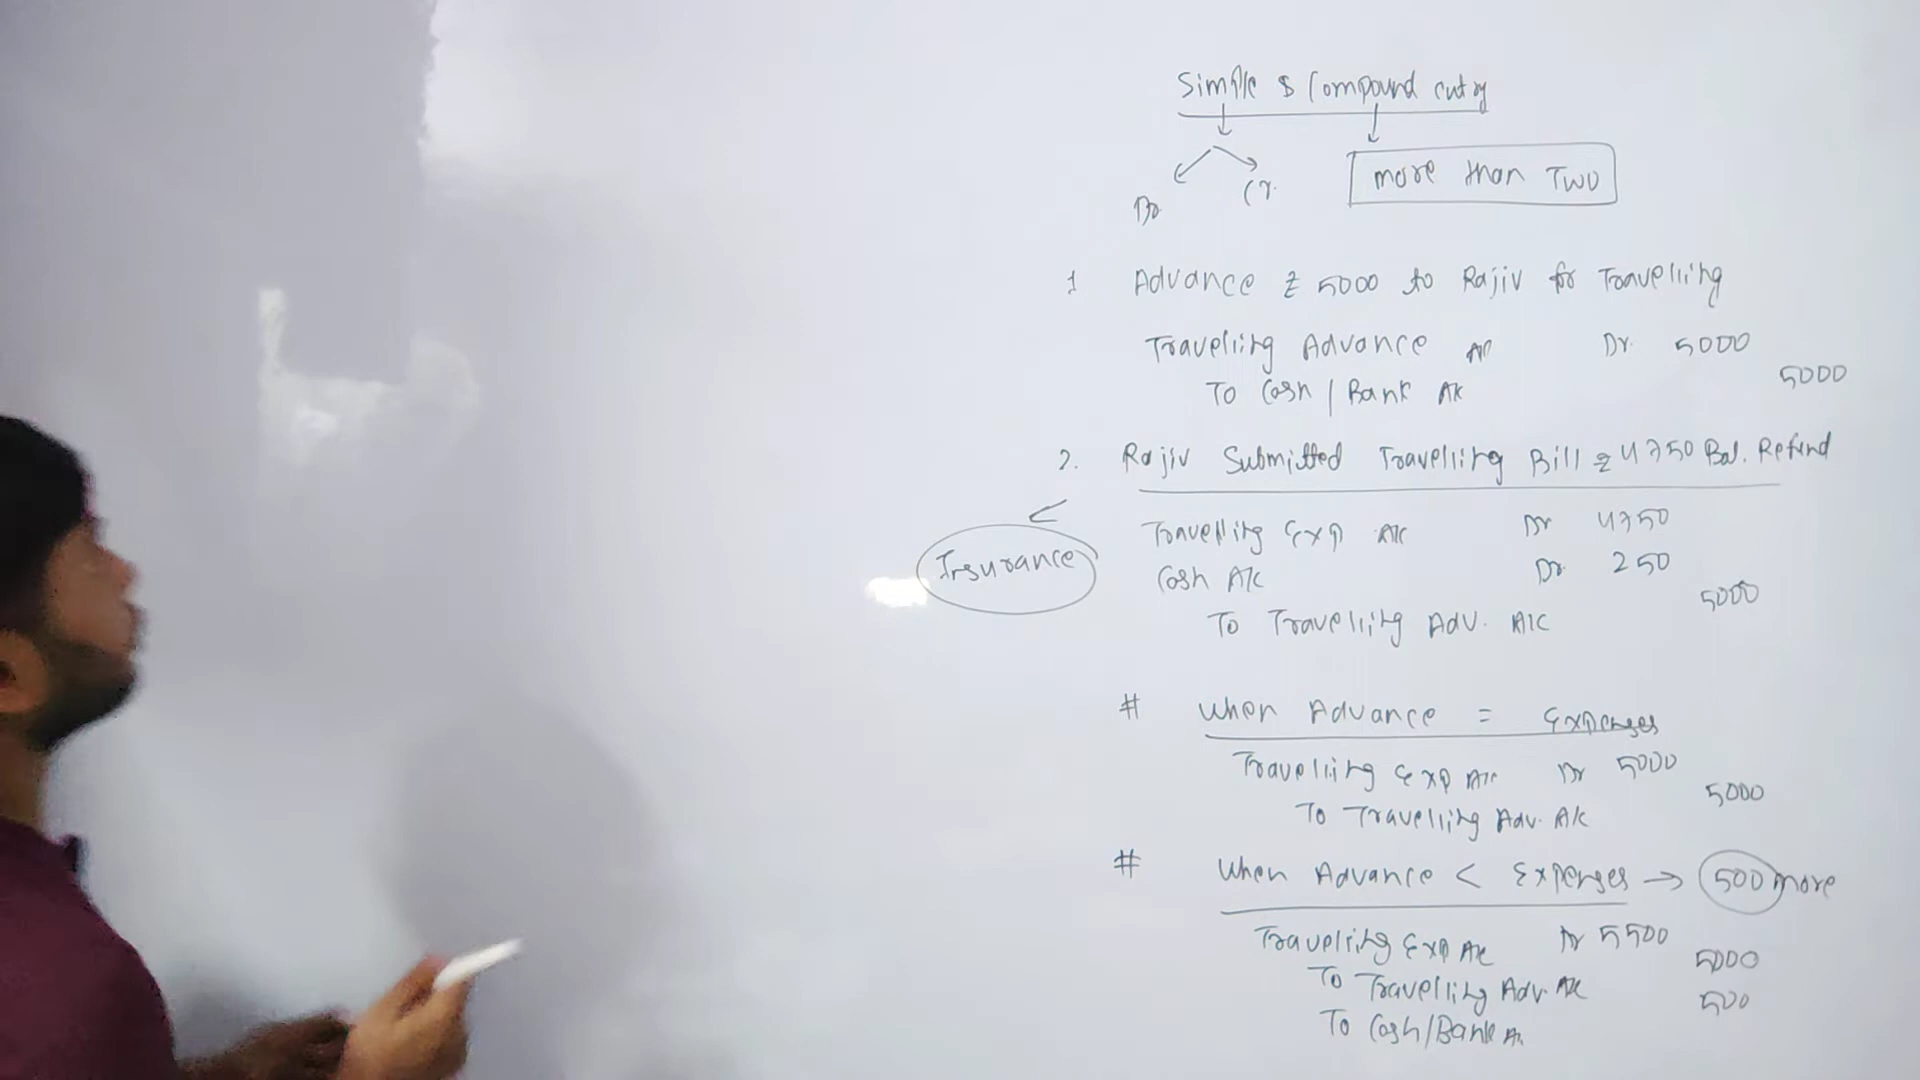 Simple & Compound entry
Dr. Cr.
more than Two
1 Advance ₹ 5000 to Rajiv for Travelling
Travelling Advance A/c Dr. 5000
To Cash / Bank A/c 5000
2. Rajiv Submitted Travelling Bill ₹ 4750 Bal. Refund
<
Insurance
Travelling Exp A/c Dr 4750
Cash A/c Dr. 250
To Travelling Adv. A/c 5000
# When Advance = Expenses
Travelling Exp A/c Dr 5000
To Travelling Adv. A/c 5000
# When Advance < Expenses → 500 more
Travelling Exp A/c Dr 5500
To Travelling Adv. A/c 5000
To Cash/Bank A/c 500